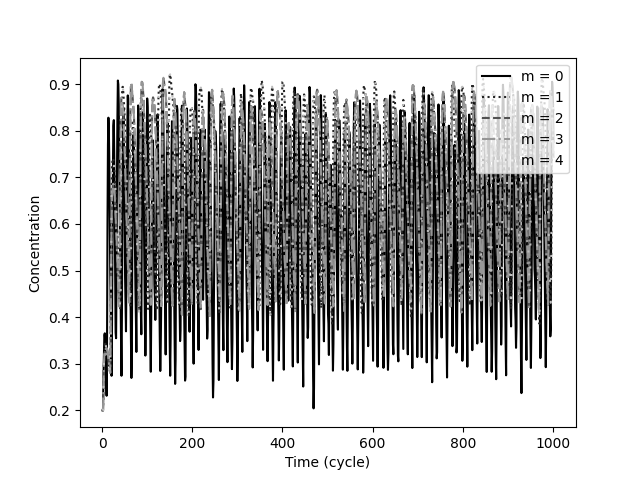 0.9
0.8
0.7
0.6
0.5
0.4
0.3
0.2
Concentration
0
200
400
600
800
1000
Time (cycle)
m = 0
m = 1
m = 2
m = 3
m = 4